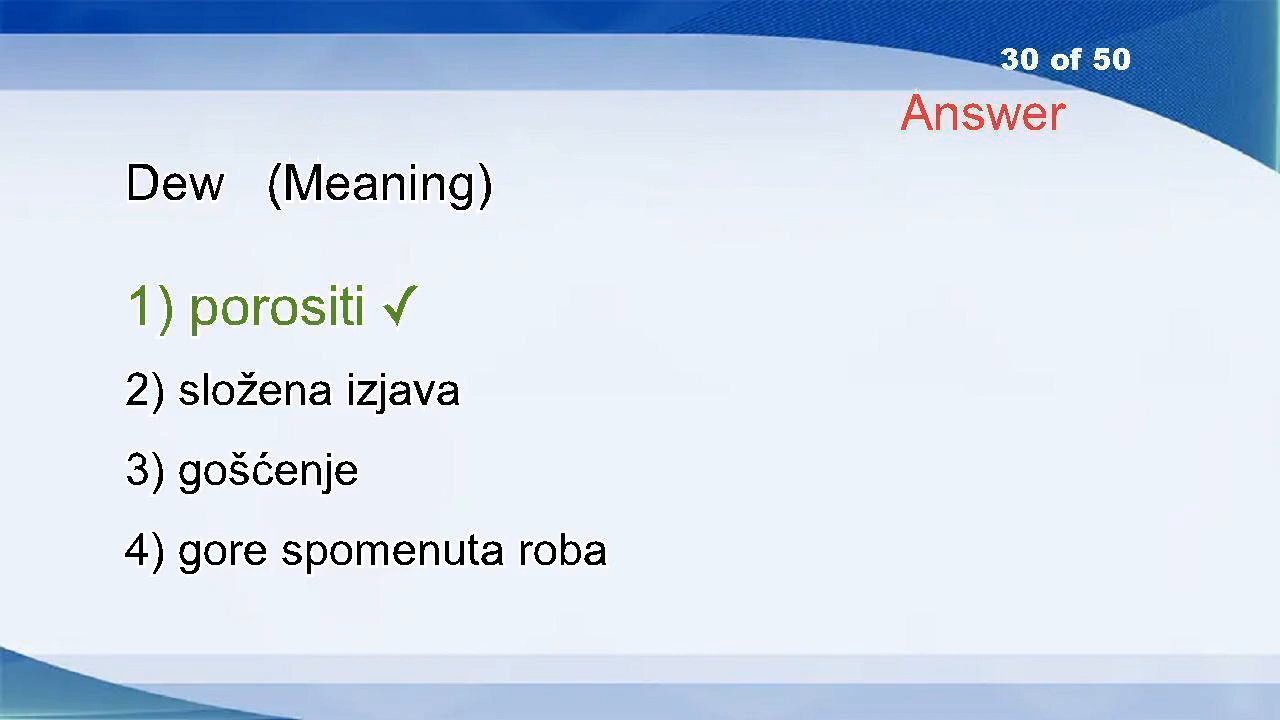 30 of 50
Answer
Dew (Meaning)
1) porositi ✓
2) složena izjava
3) gošćenje
4) gore spomenuta roba